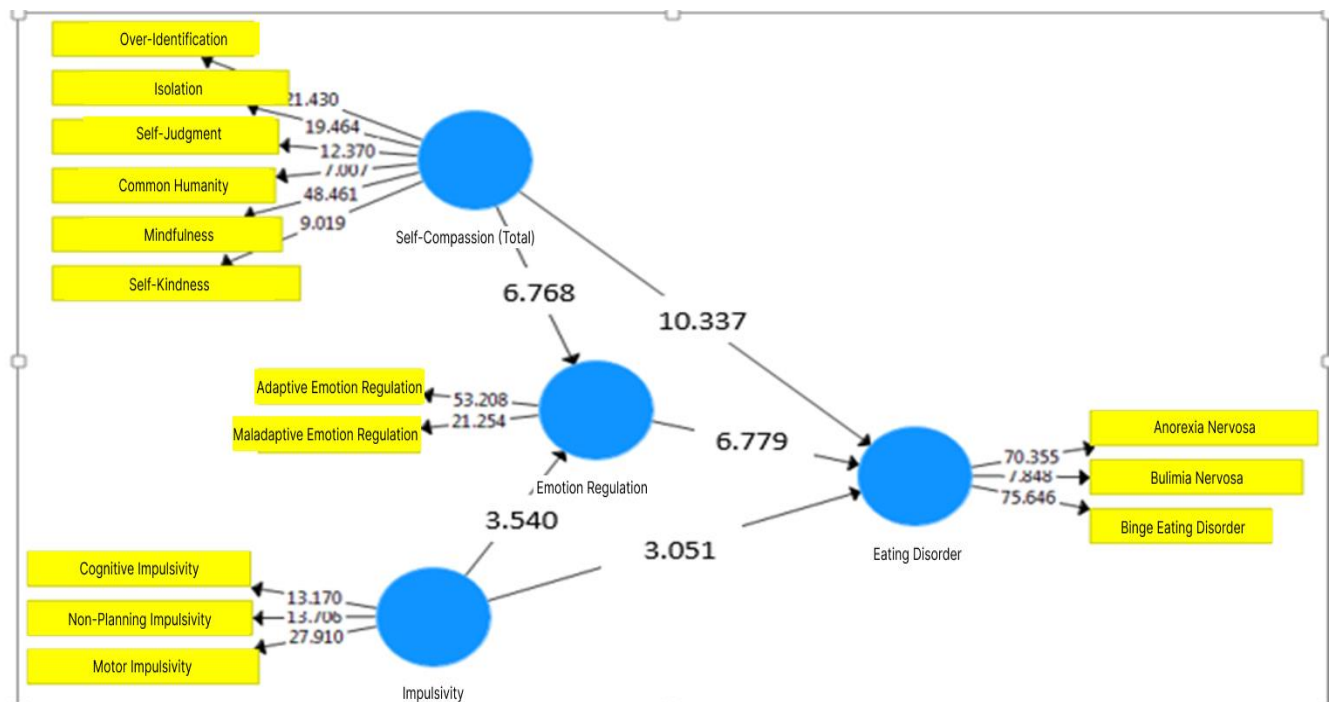 Over-Identification
Isolation
21.430
19.464
Self-Judgment
12.370
7.007
Common Humanity
48.461
9.019
Mindfulness
Self-Compassion (Total)
Self-Kindness
6.768
10.337
Adaptive Emotion Regulation
53.208
21.254
Maladaptive Emotion Regulation
6.779
Anorexia Nervosa
70.355
7.848
Bulimia Nervosa
75.646
Binge Eating Disorder
Emotion Regulation
3.540
3.051
Eating Disorder
Cognitive Impulsivity
13.170
13.706
Non-Planning Impulsivity
27.910
Motor Impulsivity
Impulsivity